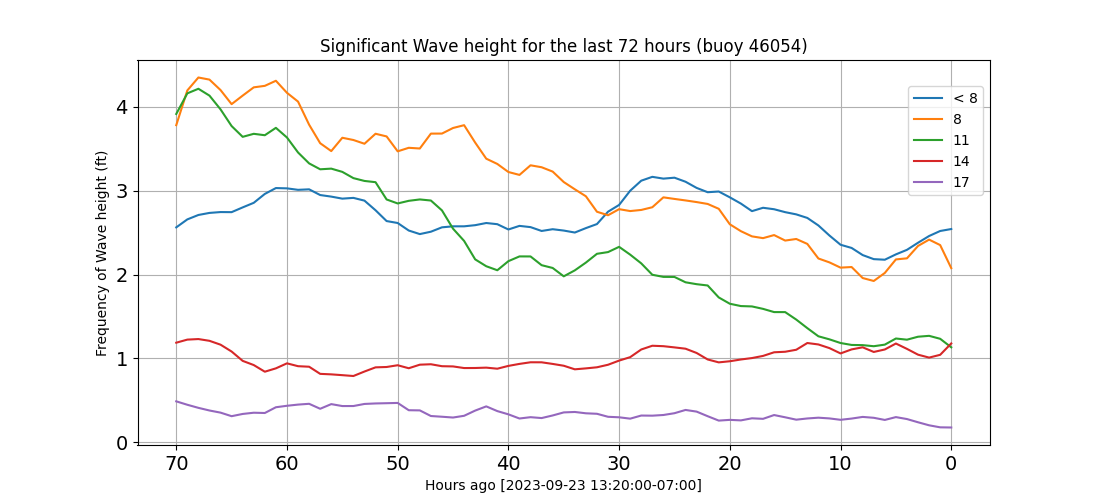 Significant Wave height for the last 72 hours (buoy 46054)
Frequency of Wave height (ft)
4
3
2
1
0
< 8
8
11
14
17
70 60 50 40 30 20 10 0
Hours ago [2023-09-23 13:20:00-07:00]